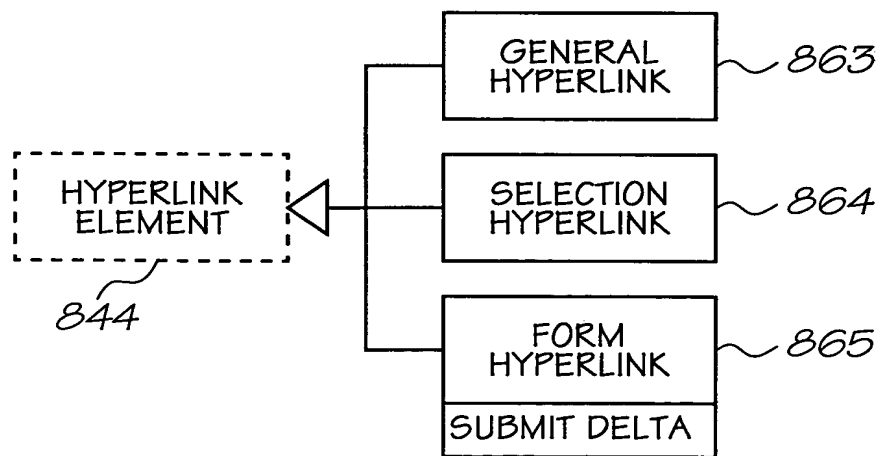 GENERAL
HYPERLINK
863
HYPERLINK
ELEMENT
844
SELECTION
HYPERLINK
864
FORM
HYPERLINK
865
SUBMIT DELTA